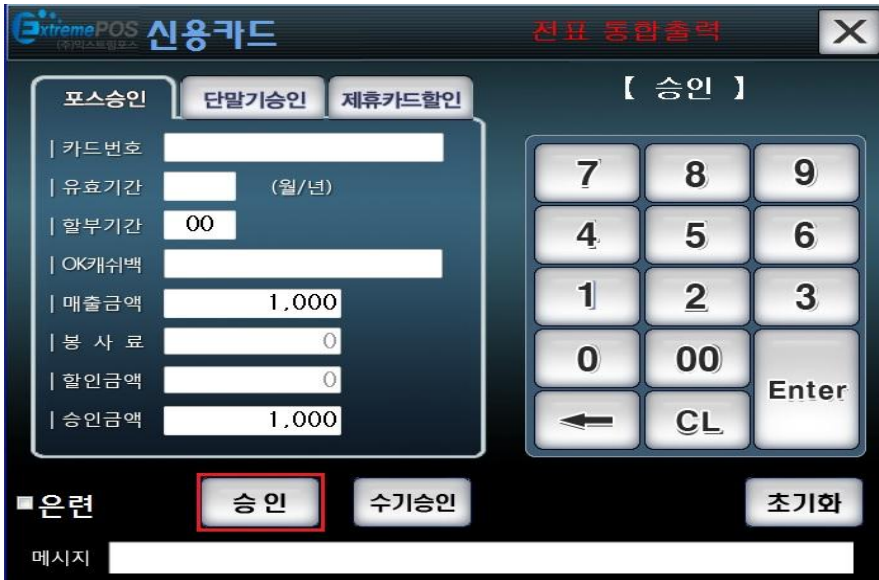 ExtremePOS 신용카드 전표 통합출력 X
(주)익스트림포스
포스승인 단말기승인 제휴카드할인
【 승인 】
|카드번호
|유효기간 (월/년)
|할부기간 00
|OK캐쉬백
|매출금액 1,000
|봉 사 료 0
|할인금액 0
|승인금액 1,000
7 8 9
4 5 6
1 2 3
0 00 Enter
CL
은련 승 인 수기승인 초기화
메시지